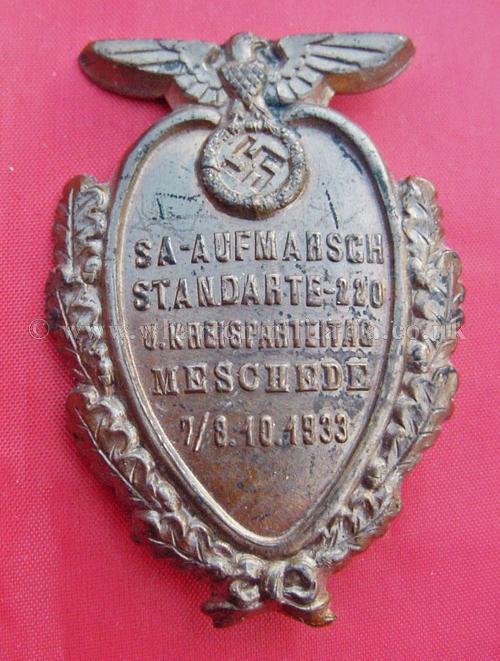 SA-AUFMARSCH
STANDARTE-220
U. KREISPARTEITAG
MESCHEDE
7/8.10.1933